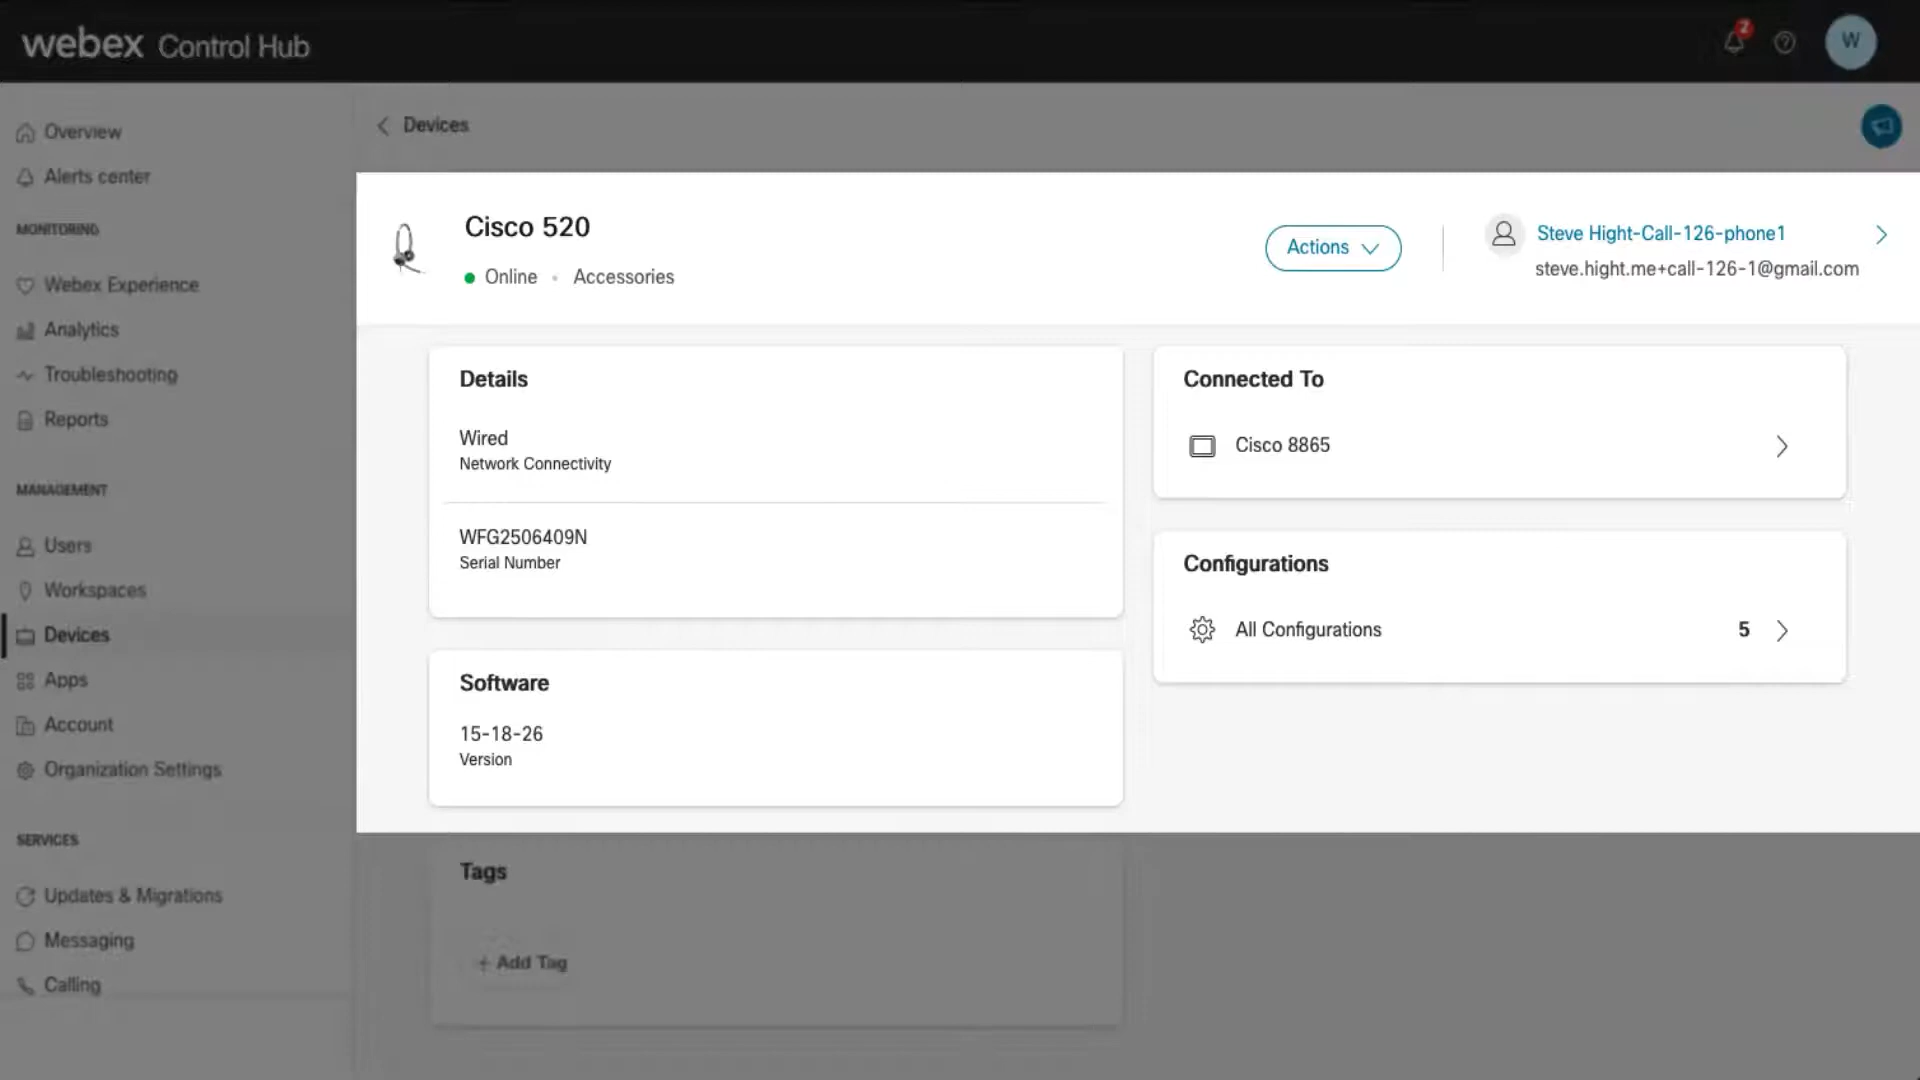 webex Control Hub
2
W
Overview
Alerts center
MONITORING
Webex Experience
Analytics
Troubleshooting
Reports
MANAGEMENT
Users
Workspaces
Devices
Apps
Account
Organization Settings
SERVICES
Updates & Migrations
Messaging
Calling
Devices
Cisco 520
Online • Accessories
Actions
Steve Hight-Call-126-phone1
steve.hight.me+call-126-1@gmail.com
Details
Wired
Network Connectivity
WFG2506409N
Serial Number
Software
15-18-26
Version
Tags
+ Add Tag
Connected To
Cisco 8865
Configurations
All Configurations 5